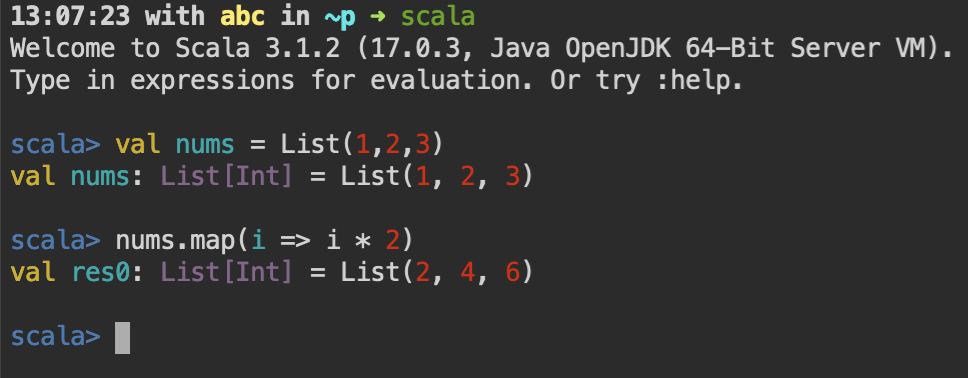 13:07:23 with abc in ~p ➜ scala
Welcome to Scala 3.1.2 (17.0.3, Java OpenJDK 64-Bit Server VM).
Type in expressions for evaluation. Or try :help.
scala> val nums = List(1,2,3)
val nums: List[Int] = List(1, 2, 3)
scala> nums.map(i => i * 2)
val res0: List[Int] = List(2, 4, 6)
scala>